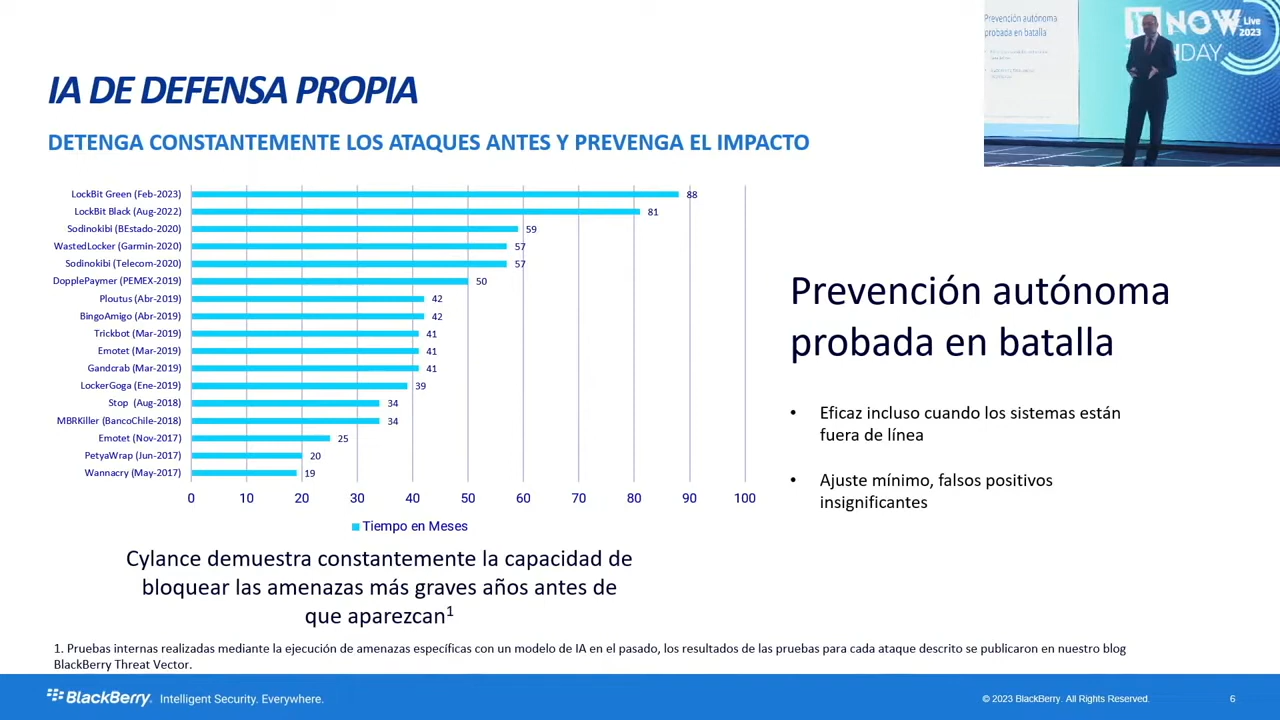 IA DE DEFENSA PROPIA
DETENGA CONSTANTEMENTE LOS ATAQUES ANTES Y PREVENGA EL IMPACTO
Prevención autónoma
probada en batalla
NOW
Live
2023
LockBit Green (Feb-2023) 88
LockBit Black (Aug-2022) 81
Sodinokibi (BEstado-2020) 59
WastedLocker (Garmin-2020) 57
Sodinokibi (Telecom-2020) 57
DopplePaymer (PEMEX-2019) 50
Ploutus (Abr-2019) 42
BingoAmigo (Abr-2019) 42
Trickbot (Mar-2019) 41
Emotet (Mar-2019) 41
Gandcrab (Mar-2019) 41
LockerGoga (Ene-2019) 39
Stop (Aug-2018) 34
MBRKiller (BancoChile-2018) 34
Emotet (Nov-2017) 25
PetyaWrap (Jun-2017) 20
Wannacry (May-2017) 19
0 10 20 30 40 50 60 70 80 90 100
Tiempo en Meses
Cylance demuestra constantemente la capacidad de
bloquear las amenazas más graves años antes de
que aparezcan¹
Prevención autónoma
probada en batalla
• Eficaz incluso cuando los sistemas están
fuera de línea
• Ajuste mínimo, falsos positivos
insignificantes
1. Pruebas internas realizadas mediante la ejecución de amenazas específicas con un modelo de IA en el pasado, los resultados de las pruebas para cada ataque descrito se publicaron en nuestro blog
BlackBerry Threat Vector.
BlackBerry. Intelligent Security. Everywhere.
© 2023 BlackBerry. All Rights Reserved.
6